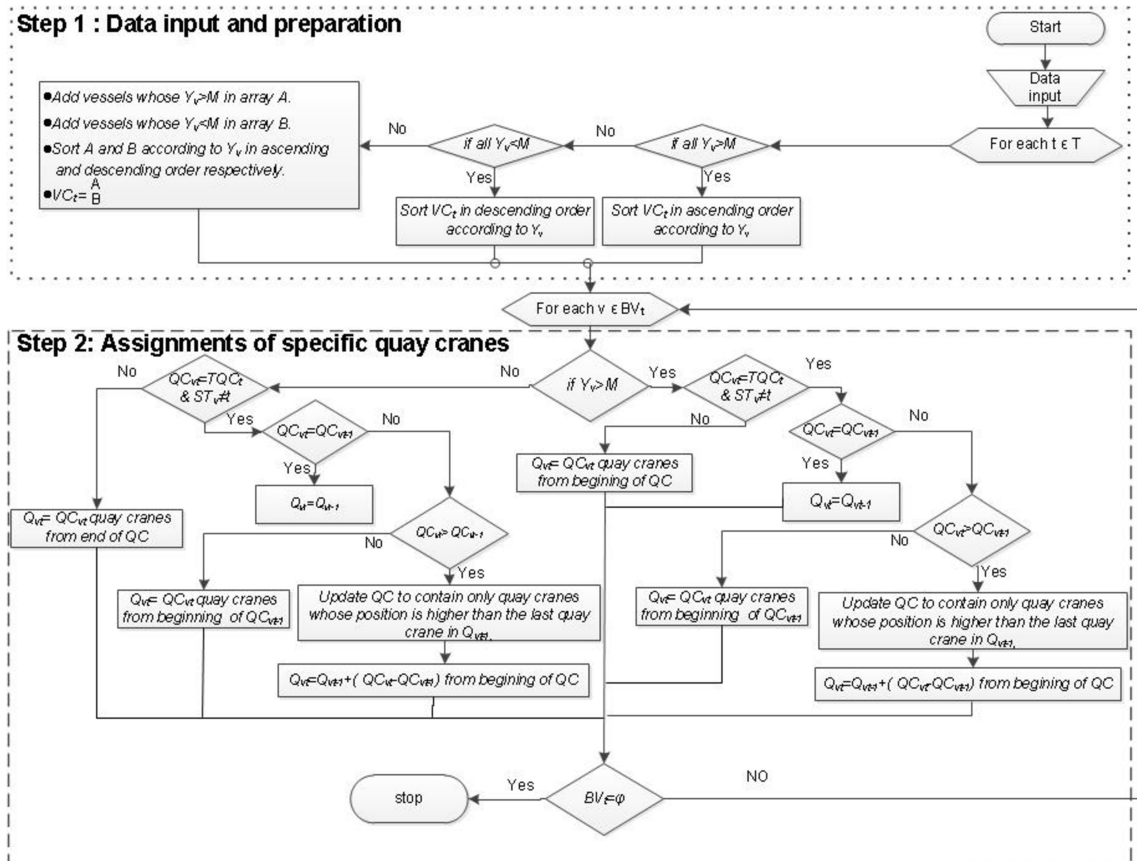 Step 1 : Data input and preparation
Start
Data
input
For each t ϵ T
if all Yv>M
No
Yes
if all Yv<M
No
Yes
●Add vessels whose Yv>M in array A.
●Add vessels whose Yv<M in array B.
●Sort A and B according to Yv in ascending
and descending order respectively.
●VCt= A
B
Sort VCt in descending order
according to Yv
Sort VCt in ascending order
according to Yv
For each v ϵ BVt
Step 2: Assignments of specific quay cranes
if Yv>M
No
Yes
QCvt=TQCt
& STv≠t
No
Yes
QCvt=TQCt
& STv≠t
Yes
No
QCvt=QCvt-1
No
Yes
QCvt=QCvt-1
No
Yes
Qvt= QCvt quay cranes
from begining of QC
Qvt=Qvt-1
Qvt=Qvt-1
Qvt= QCvt quay cranes
from end of QC
QCvt>QCvt-1
No
Yes
QCvt>QCvt-1
No
Yes
Qvt= QCvt quay cranes
from beginning of QCvt-1
Update QC to contain only quay cranes
whose position is higher than the last quay
crane in Qvt-1.
Qvt= QCvt quay cranes
from beginning of QCvt-1
Update QC to contain only quay cranes
whose position is higher than the last quay
crane in Qvt-1.
Qvt=Qvt-1+( QCvt-QCvt-1) from begining of QC
Qvt=Qvt-1+( QCvt-QCvt-1) from begining of QC
stop
Yes
BVt=φ
NO